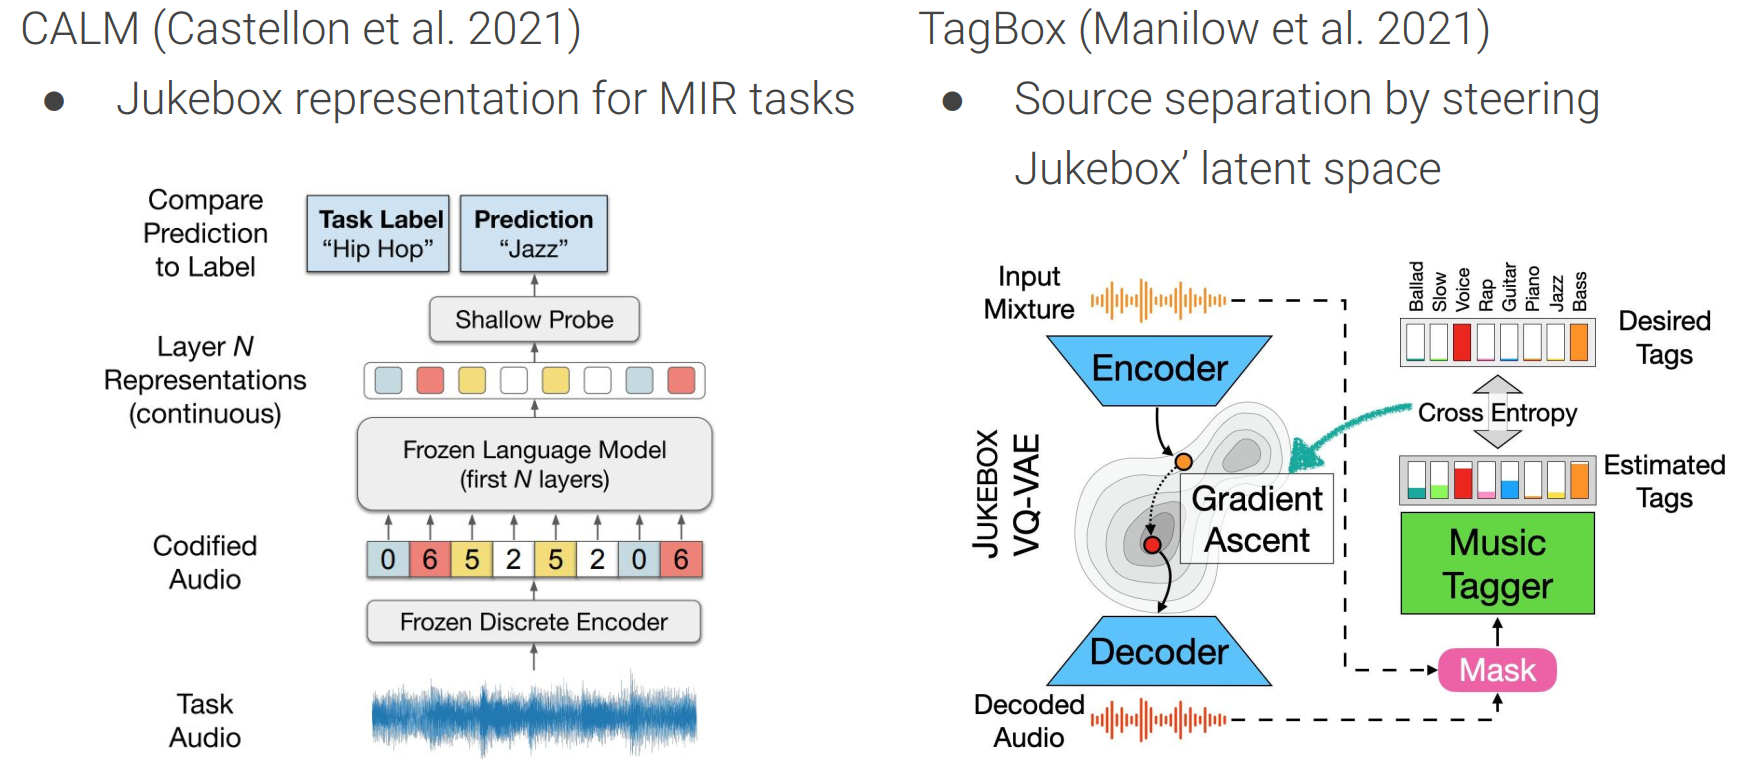 CALM (Castellon et al. 2021)
● Jukebox representation for MIR tasks
Compare
Prediction
to Label
Task Label
“Hip Hop”
Prediction
“Jazz”
Shallow Probe
Layer N
Representations
(continuous)
Frozen Language Model
(first N layers)
Codified
Audio
0 6 5 2 5 2 0 6
Frozen Discrete Encoder
Task
Audio
TagBox (Manilow et al. 2021)
● Source separation by steering
Jukebox’ latent space
Input
Mixture
Encoder
JUKEBOX
VQ-VAE
Gradient
Ascent
Decoder
Decoded
Audio
Ballad
Slow
Voice
Rap
Guitar
Piano
Jazz
Bass
Desired
Tags
Cross Entropy
Estimated
Tags
Music
Tagger
Mask